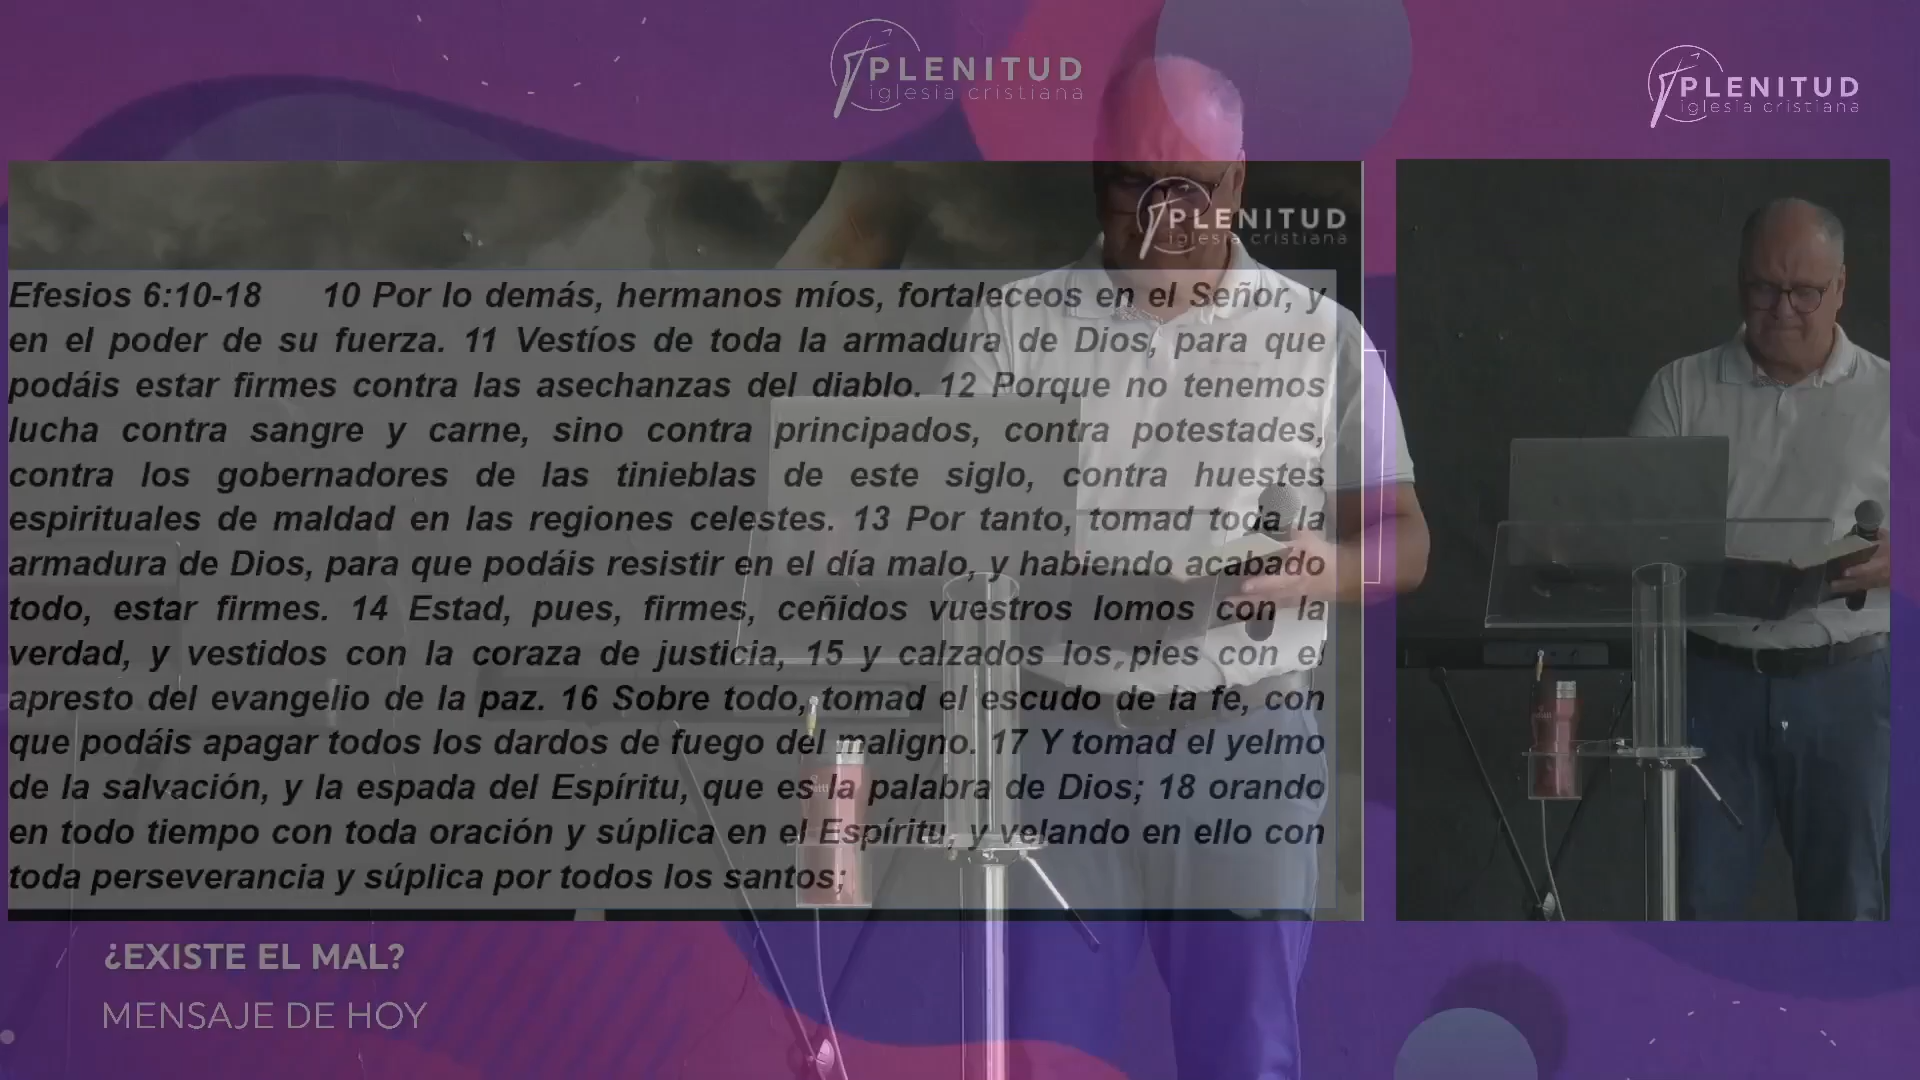 PLENITUD
iglesia cristiana
PLENITUD
iglesia cristiana
PLENITUD
iglesia cristiana
Efesios 6:10-18 10 Por lo demás, hermanos míos, fortaleceos en el Señor, y
en el poder de su fuerza. 11 Vestíos de toda la armadura de Dios, para que
podáis estar firmes contra las asechanzas del diablo. 12 Porque no tenemos
lucha contra sangre y carne, sino contra principados, contra potestades,
contra los gobernadores de las tinieblas de este siglo, contra huestes
espirituales de maldad en las regiones celestes. 13 Por tanto, tomad toda la
armadura de Dios, para que podáis resistir en el día malo, y habiendo acabado
todo, estar firmes. 14 Estad, pues, firmes, ceñidos vuestros lomos con la
verdad, y vestidos con la coraza de justicia, 15 y calzados los pies con el
apresto del evangelio de la paz. 16 Sobre todo, tomad el escudo de la fe, con
que podáis apagar todos los dardos de fuego del maligno. 17 Y tomad el yelmo
de la salvación, y la espada del Espíritu, que es la palabra de Dios; 18 orando
en todo tiempo con toda oración y súplica en el Espíritu, y velando en ello con
toda perseverancia y súplica por todos los santos;
¿EXISTE EL MAL?
MENSAJE DE HOY